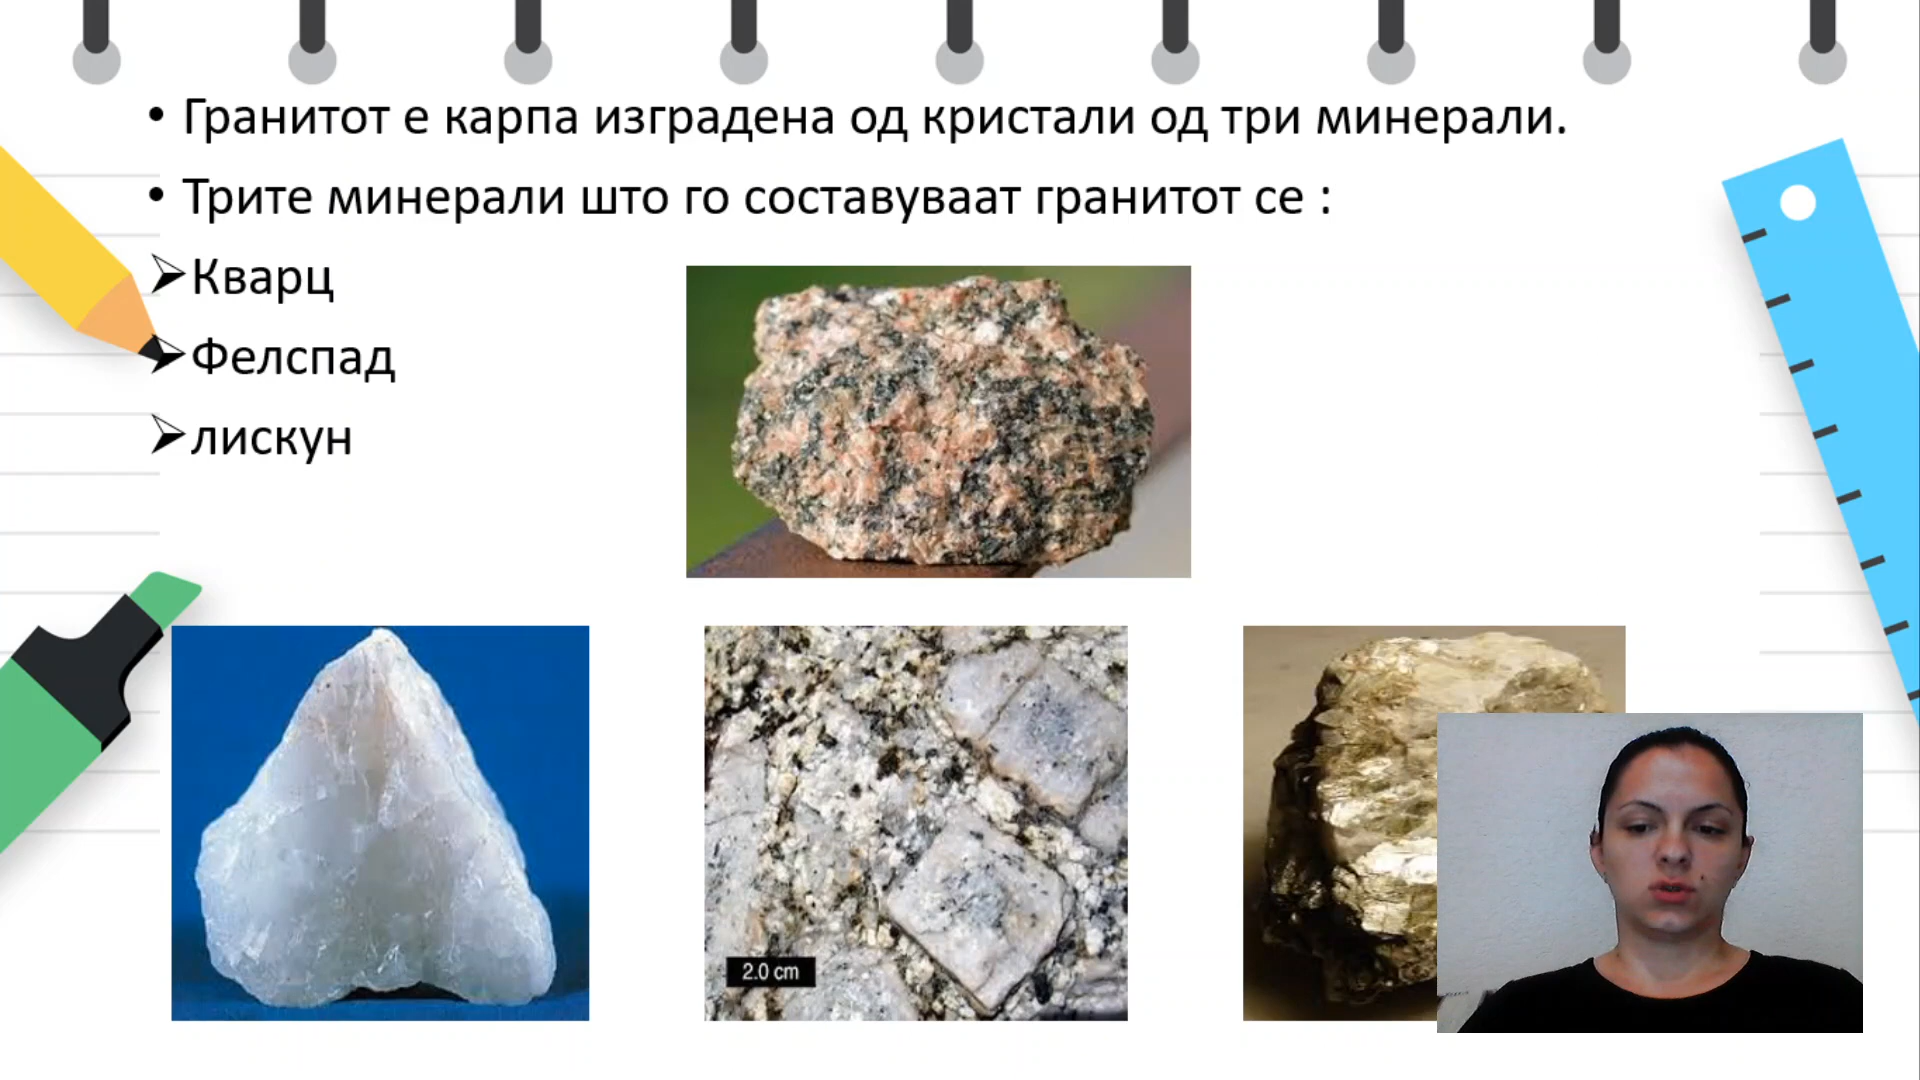 • Гранитот е карпа изградена од кристали од три минерали.
• Трите минерали што го составуваат гранитот се :
➢Кварц
➢Фелспад
➢лискун
2.0 cm